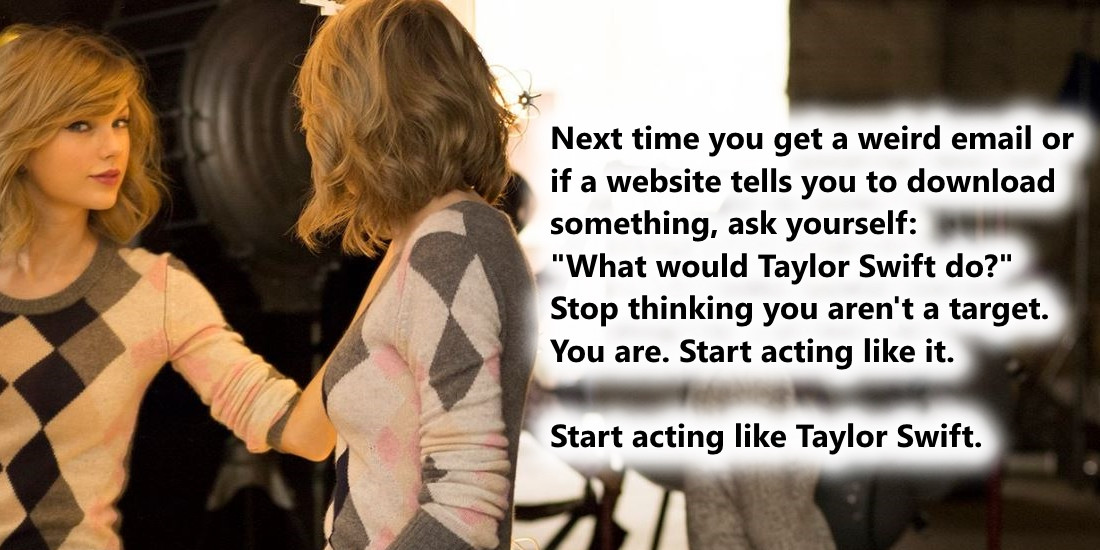 Next time you get a weird email or
if a website tells you to download
something, ask yourself:
"What would Taylor Swift do?"
Stop thinking you aren't a target.
You are. Start acting like it.
Start acting like Taylor Swift.